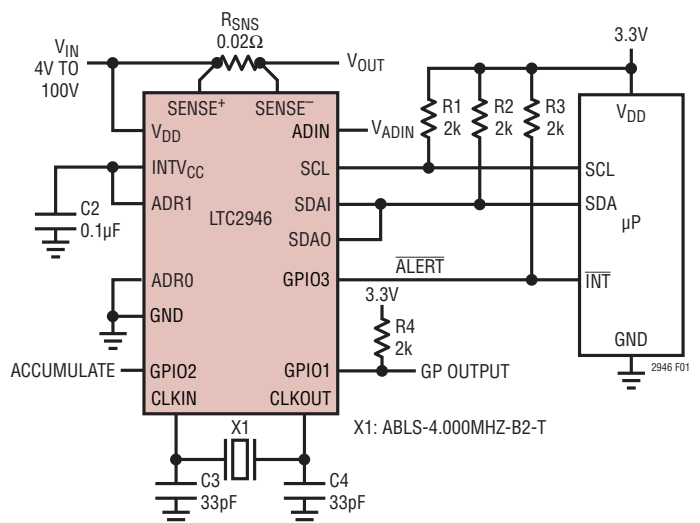 RSNS
0.02Ω
VIN
4V TO
100V
VOUT
3.3V
SENSE+ SENSE–
VDD
ADIN
VADIN
R1
2k
R2
2k
R3
2k
VDD
INTVCC
SCL
SCL
ADR1
LTC2946
SDAI
SDA
µP
C2
0.1µF
SDAO
ADR0
GPIO3
ALERT
INT
GND
3.3V
R4
2k
GND
2946 F01
ACCUMULATE
GPIO2
GPIO1
GP OUTPUT
CLKIN CLKOUT
X1
X1: ABLS-4.000MHZ-B2-T
C3
33pF
C4
33pF